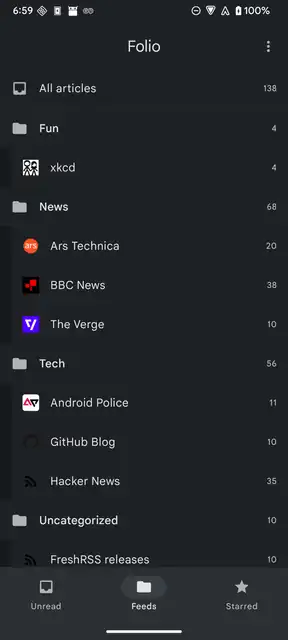 6:59 100%
Folio
All articles 138
Fun 4
xkcd 4
News 68
ars Ars Technica 20
BBC News 38
The Verge 10
Tech 56
Android Police 11
GitHub Blog 10
Hacker News 35
Uncategorized 10
FreshRSS releases 10
Unread Feeds Starred